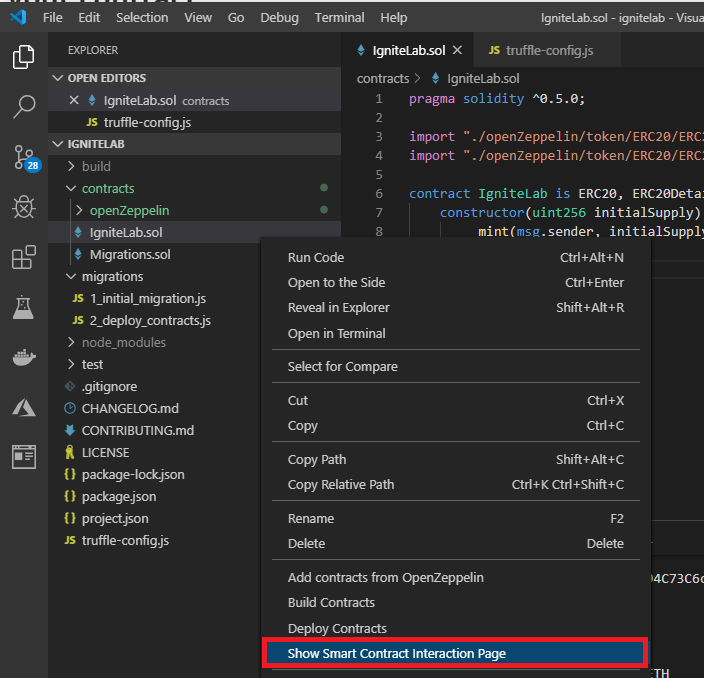 File Edit Selection View Go Debug Terminal Help IgniteLab.sol - ignitelab - Visua
EXPLORER
OPEN EDITORS
IgniteLab.sol contracts
JS truffle-config.js
IGNITELAB
build
contracts
openZeppelin
IgniteLab.sol
Migrations.sol
migrations
JS 1_initial_migration.js
JS 2_deploy_contracts.js
node_modules
test
.gitignore
CHANGELOG.md
CONTRIBUTING.md
LICENSE
{} package-lock.json
{} package.json
{} project.json
JS truffle-config.js
28
IgniteLab.sol JS truffle-config.js
contracts > IgniteLab.sol
1 pragma solidity ^0.5.0;
2
3 import "./openZeppelin/token/ERC20/ERC2
4 import "./openZeppelin/token/ERC20/ERC2
5
6 contract IgniteLab is ERC20, ERC20Deta
7 constructor(uint256 initialSupply)
8 mint(msg.sender, initialSupply
Run Code Ctrl+Alt+N
Open to the Side Ctrl+Enter
Reveal in Explorer Shift+Alt+R
Open in Terminal
Select for Compare
Cut Ctrl+X
Copy Ctrl+C
Copy Path Shift+Alt+C
Copy Relative Path Ctrl+K Ctrl+Shift+C
Rename F2
Delete Delete
Add contracts from OpenZeppelin
Build Contracts
Deploy Contracts
Show Smart Contract Interaction Page
94C73C6c
ETH